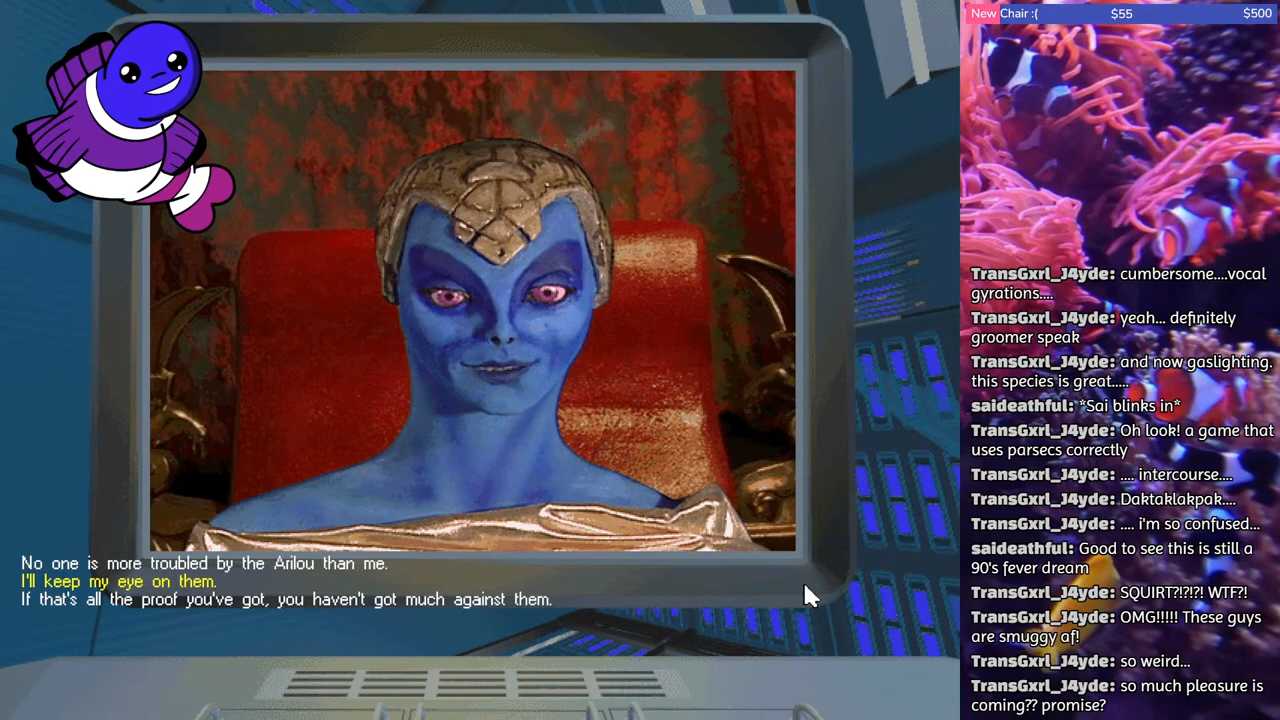 New Chair :( $55 $500
TransGxrl_J4yde: cumbersome....vocal
gyrations....
TransGxrl_J4yde: yeah... definitely
groomer speak
TransGxrl_J4yde: and now gaslighting.
this species is great.....
saideathful: *Sai blinks in*
TransGxrl_J4yde: Oh look! a game that
uses parsecs correctly
TransGxrl_J4yde: .... intercourse....
TransGxrl_J4yde: Daktaklakpak....
TransGxrl_J4yde: .... i'm so confused...
saideathful: Good to see this is still a
90's fever dream
TransGxrl_J4yde: SQUIRT?!?!?! WTF?!
TransGxrl_J4yde: OMG!!!!! These guys
are smuggy af!
TransGxrl_J4yde: so weird...
TransGxrl_J4yde: so much pleasure is
coming?? promise?
No one is more troubled by the Arilou than me.
I'll keep my eye on them.
If that's all the proof you've got, you haven't got much against them.